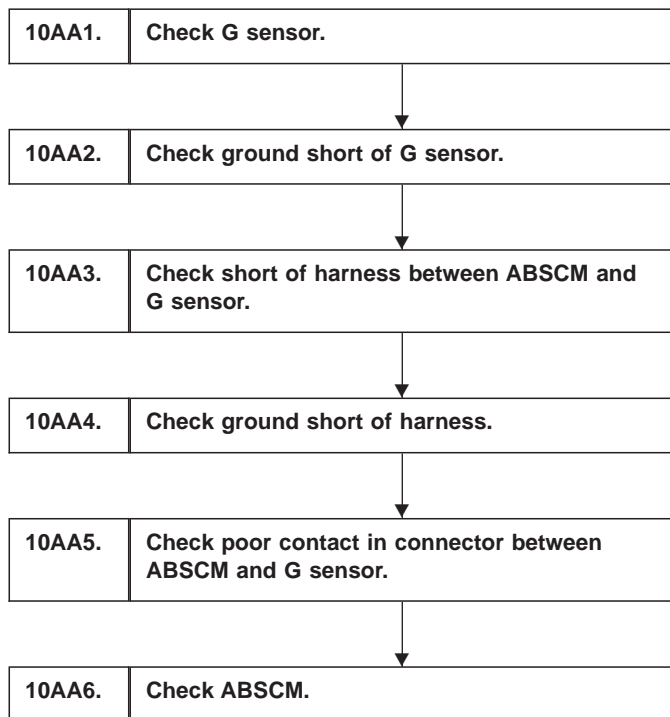 10AA1. Check G sensor.
10AA2. Check ground short of G sensor.
10AA3. Check short of harness between ABSCM and
G sensor.
10AA4. Check ground short of harness.
10AA5. Check poor contact in connector between
ABSCM and G sensor.
10AA6. Check ABSCM.